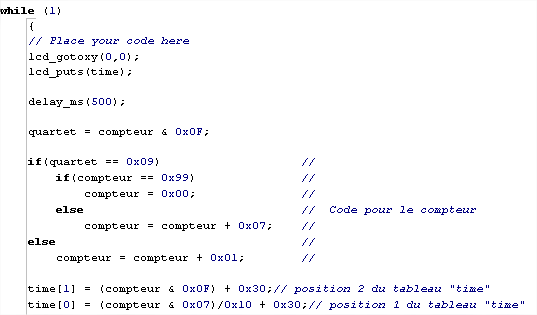 while (1)
{
// Place your code here
lcd_gotoxy(0,0);
lcd_puts(time);
delay_ms(500);
quartet = compteur & 0x0F;
if(quartet == 0x09) //
if(compteur == 0x99) //
compteur = 0x00; //
else // Code pour le compteur
compteur = compteur + 0x07; //
else //
compteur = compteur + 0x01; //
time[1] = (compteur & 0x0F) + 0x30;// position 2 du tableau "time"
time[0] = (compteur & 0x07)/0x10 + 0x30;// position 1 du tableau "time"